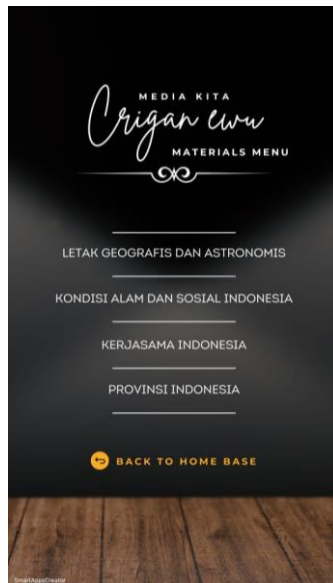 MEDIA KITA
Crigan ewu
MATERIALS MENU
LETAK GEOGRAFIS DAN ASTRONOMIS
KONDISI ALAM DAN SOSIAL INDONESIA
KERJASAMA INDONESIA
PROVINSI INDONESIA
BACK TO HOME BASE
SmartAppsCreator